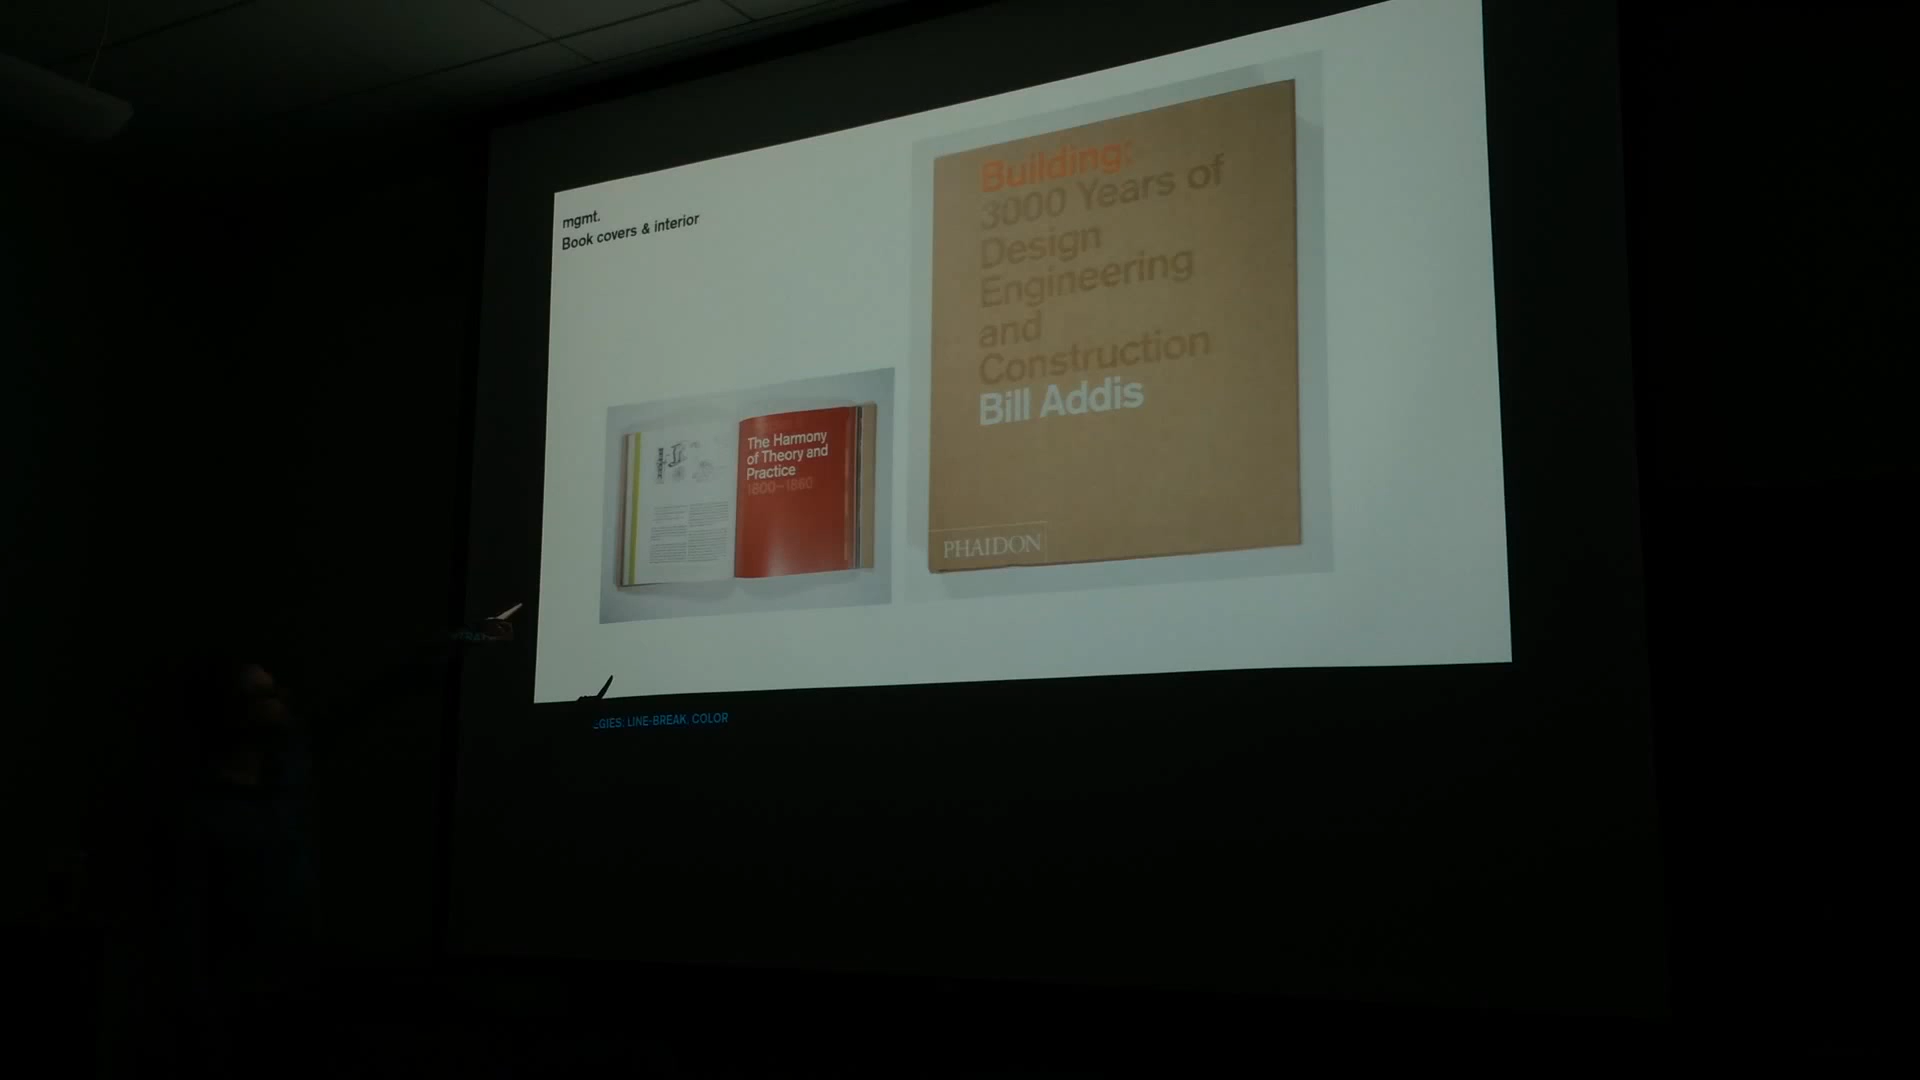 mgmt.
Book covers & interior
The Harmony
of Theory and
Practice
1800–1860
Building:
3000 Years of
Design
Engineering
and
Construction
Bill Addis
PHAIDON
LINE-BREAK, COLOR